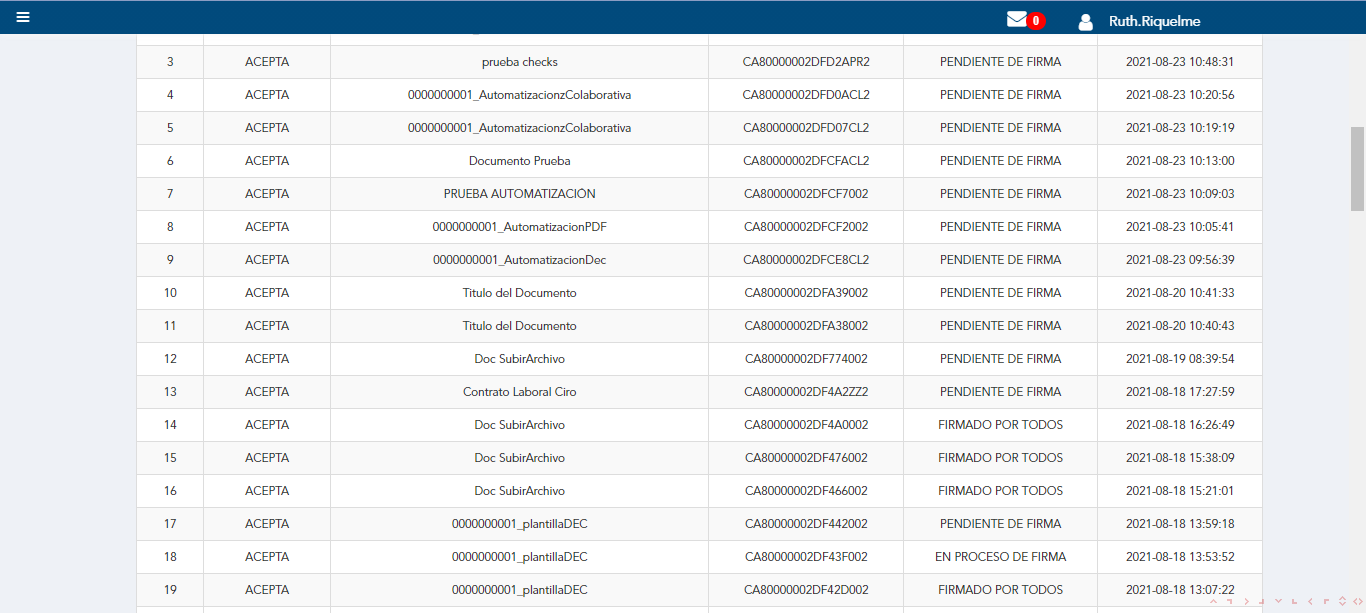 0 Ruth.Riquelme
3 ACEPTA prueba checks CA80000002DFD2APR2 PENDIENTE DE FIRMA 2021-08-23 10:48:31
4 ACEPTA 0000000001_AutomatizacionzColaborativa CA80000002DFD0ACL2 PENDIENTE DE FIRMA 2021-08-23 10:20:56
5 ACEPTA 0000000001_AutomatizacionzColaborativa CA80000002DFD07CL2 PENDIENTE DE FIRMA 2021-08-23 10:19:19
6 ACEPTA Documento Prueba CA80000002DFCFACL2 PENDIENTE DE FIRMA 2021-08-23 10:13:00
7 ACEPTA PRUEBA AUTOMATIZACIÓN CA80000002DFCF7002 PENDIENTE DE FIRMA 2021-08-23 10:09:03
8 ACEPTA 0000000001_AutomatizacionPDF CA80000002DFCF2002 PENDIENTE DE FIRMA 2021-08-23 10:05:41
9 ACEPTA 0000000001_AutomatizacionDec CA80000002DFCE8CL2 PENDIENTE DE FIRMA 2021-08-23 09:56:39
10 ACEPTA Titulo del Documento CA80000002DFA39002 PENDIENTE DE FIRMA 2021-08-20 10:41:33
11 ACEPTA Titulo del Documento CA80000002DFA38002 PENDIENTE DE FIRMA 2021-08-20 10:40:43
12 ACEPTA Doc SubirArchivo CA80000002DF774002 PENDIENTE DE FIRMA 2021-08-19 08:39:54
13 ACEPTA Contrato Laboral Ciro CA80000002DF4A2ZZ2 PENDIENTE DE FIRMA 2021-08-18 17:27:59
14 ACEPTA Doc SubirArchivo CA80000002DF4A0002 FIRMADO POR TODOS 2021-08-18 16:26:49
15 ACEPTA Doc SubirArchivo CA80000002DF476002 FIRMADO POR TODOS 2021-08-18 15:38:09
16 ACEPTA Doc SubirArchivo CA80000002DF466002 FIRMADO POR TODOS 2021-08-18 15:21:01
17 ACEPTA 0000000001_plantillaDEC CA80000002DF442002 PENDIENTE DE FIRMA 2021-08-18 13:59:18
18 ACEPTA 0000000001_plantillaDEC CA80000002DF43F002 EN PROCESO DE FIRMA 2021-08-18 13:53:52
19 ACEPTA 0000000001_plantillaDEC CA80000002DF42D002 FIRMADO POR TODOS 2021-08-18 13:07:22